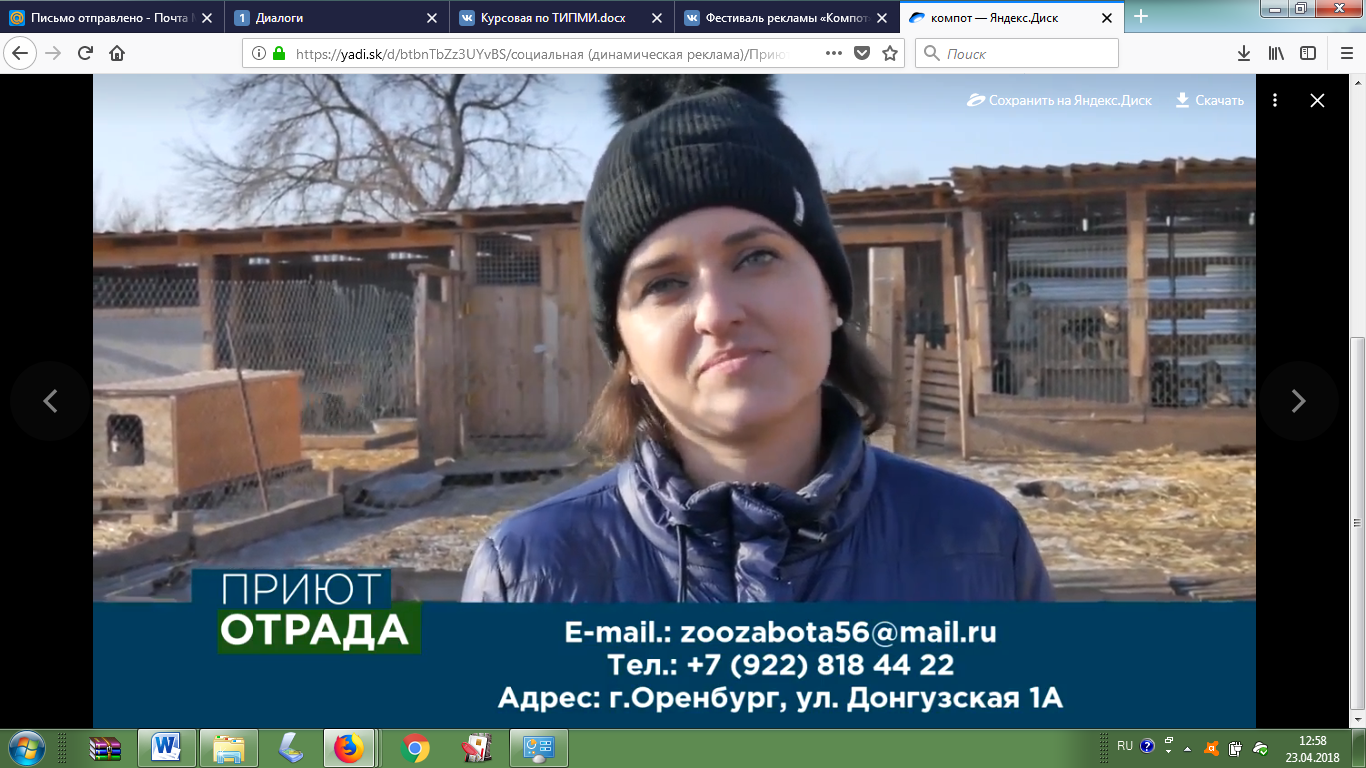 Письмо отправлено - Почта M
Диалоги
Курсовая по ТИПМИ.docx
Фестиваль рекламы «Компот
компот — Яндекс.Диск
https://yadi.sk/d/btbnTbZz3UYvBS/социальная (динамическая реклама)/Прию
Поиск
Сохранить на Яндекс.Диск
Скачать
ПРИЮТ
ОТРАДА
E-mail.: zoozabota56@mail.ru
Тел.: +7 (922) 818 44 22
Адрес: г.Оренбург, ул. Донгузская 1А
RU
12:58
23.04.2018